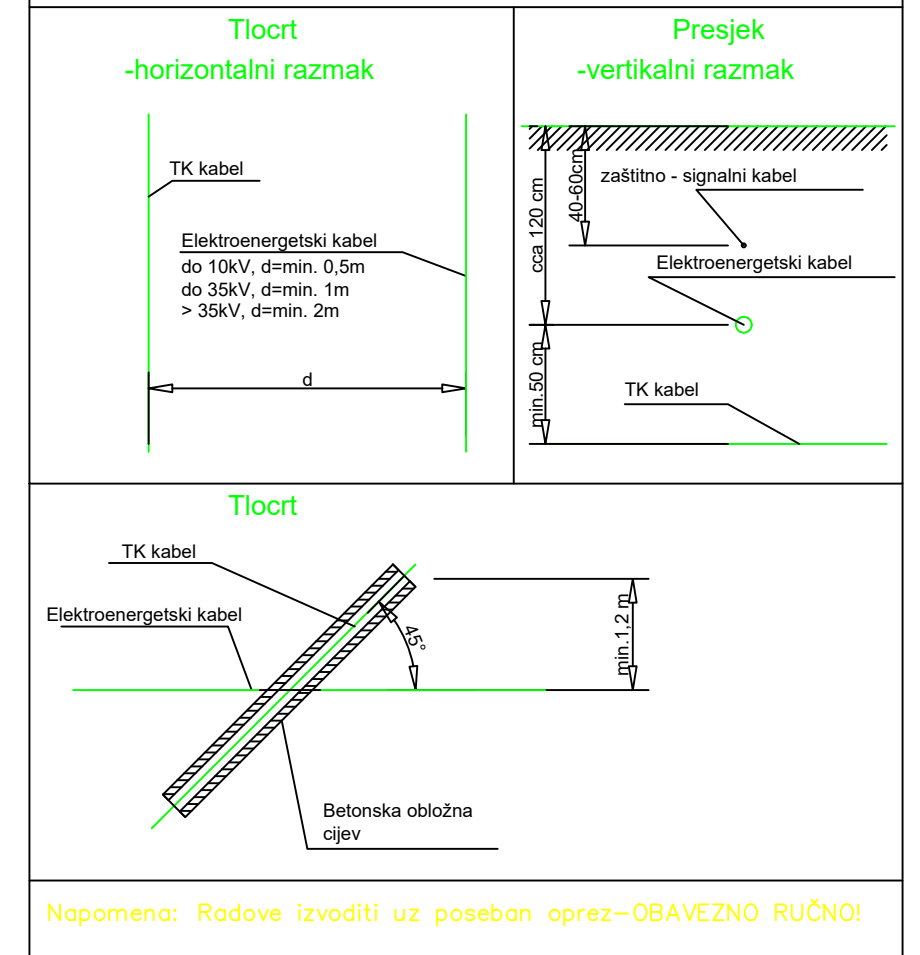 Tlocrt
-horizontalni razmak
TK kabel
Elektroenergetski kabel
do 10kV, d=min. 0,5m
do 35kV, d=min. 1m
> 35kV, d=min. 2m
d
Presjek
-vertikalni razmak
40-60cm
zaštitno - signalni kabel
cca 120 cm
Elektroenergetski kabel
min.50 cm
TK kabel
Tlocrt
TK kabel
Elektroenergetski kabel
45°
min.1,2 m
Betonska obložna
cijev
Napomena: Radove izvoditi uz poseban oprez-OBAVEZNO RUČNO!